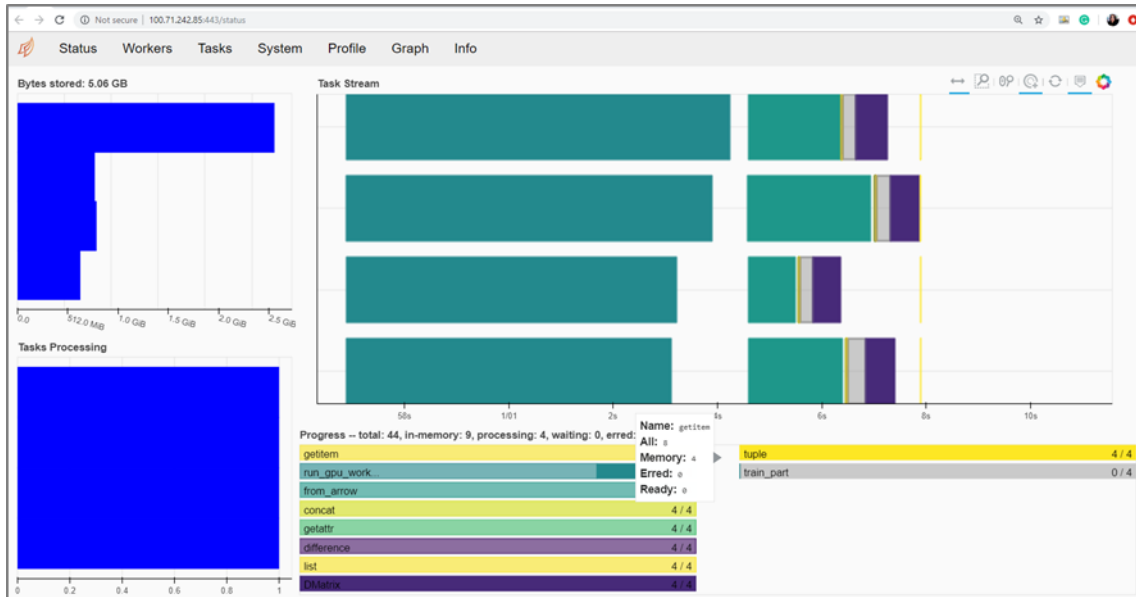 Not secure | 100.71.242.85:443/status
Status Workers Tasks System Profile Graph Info
Bytes stored: 5.06 GB
0.0 512.0 MiB 1.0 GiB 1.5 GiB 2.0 GiB 2.5 GiB
Tasks Processing
0 0.2 0.4 0.6 0.8 1
Task Stream
58s 1/01 2s 4s 6s 8s 10s
Progress -- total: 44, in-memory: 9, processing: 4, waiting: 0, erred:
getitem
run_gpu_work...
from_arrow
concat 4 / 4
getattr 4 / 4
difference 4 / 4
list 4 / 4
DMatrix 4 / 4
Name: getitem
All: 8
Memory: 4
Erred: 0
Ready: 0
tuple 4 / 4
train_part 0 / 4